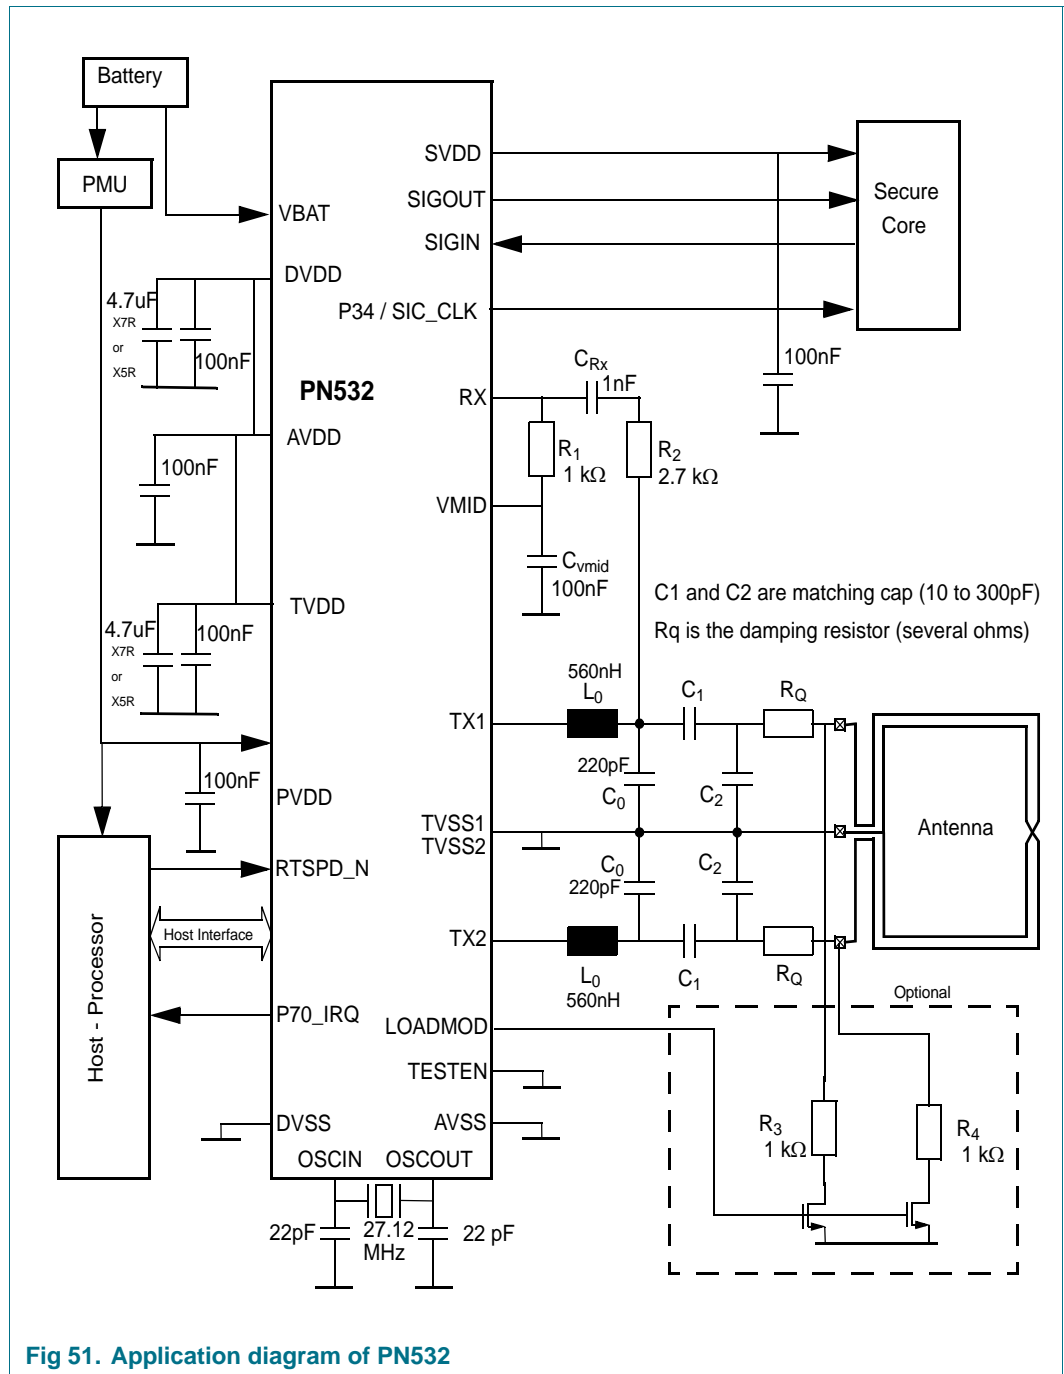 Battery
PMU
VBAT
DVDD
4.7uF
X7R
or
X5R
100nF
PN532
AVDD
100nF
TVDD
4.7uF
X7R
or
X5R
100nF
100nF
PVDD
RTSPD_N
Host Interface
Host - Processor
P70_IRQ
DVSS
OSCIN
OSCOUT
22pF
27.12
MHz
22 pF
SVDD
SIGOUT
SIGIN
P34 / SIC_CLK
Secure
Core
100nF
RX
CRx
1nF
R1
1 kΩ
R2
2.7 kΩ
VMID
Cvmid
100nF
C1 and C2 are matching cap (10 to 300pF)
Rq is the damping resistor (several ohms)
560nH
L0
C1
RQ
TX1
220pF
C0
C2
TVSS1
TVSS2
Antenna
C0
220pF
C2
TX2
L0
560nH
C1
RQ
Optional
LOADMOD
TESTEN
AVSS
R3
1 kΩ
R4
1 kΩ
Fig 51. Application diagram of PN532